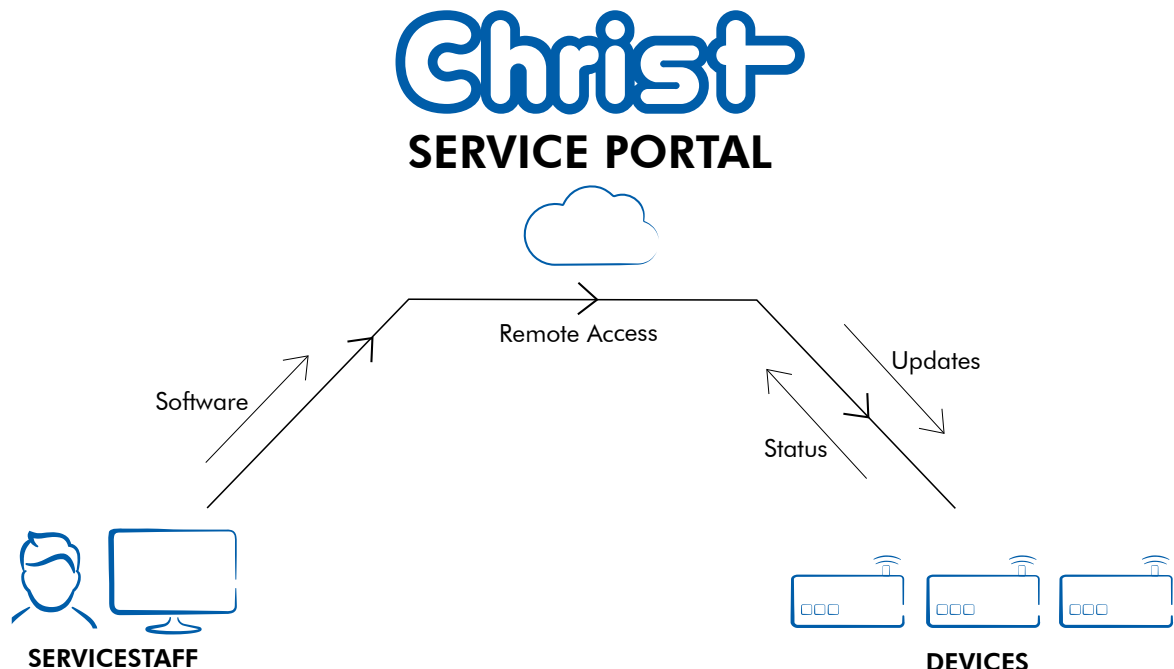 Christ
SERVICE PORTAL
Remote Access
Updates
Software
Status
SERVICESTAFF
DEVICES